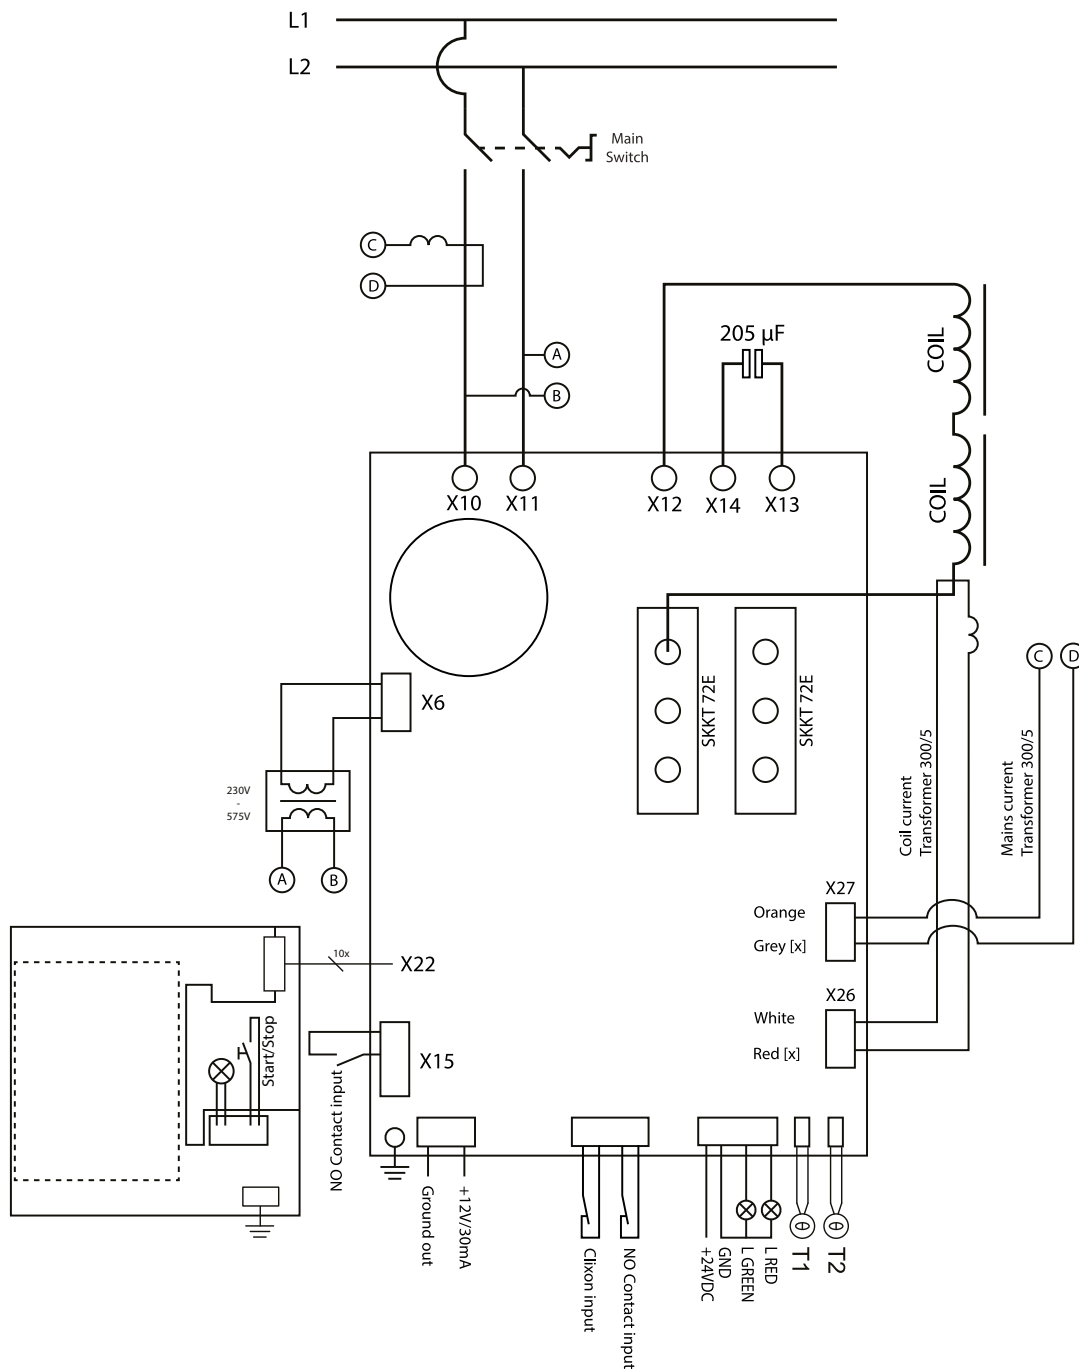 L1
L2
Main
Switch
C
D
A
B
205 µF
COIL
COIL
X10
X11
X12
X14
X13
X6
SKKT 72E
SKKT 72E
C
D
230V
-
575V
A
B
Coil current
Transformer 300/5
Mains current
Transformer 300/5
X27
Orange
Grey [x]
X26
White
Red [x]
10x
X22
Start/Stop
X15
NO Contact input
Ground out
+12V/30mA
Clixon input
NO Contact input
+24VDC
GND
L GREEN
L RED
θ
θ
T1
T2